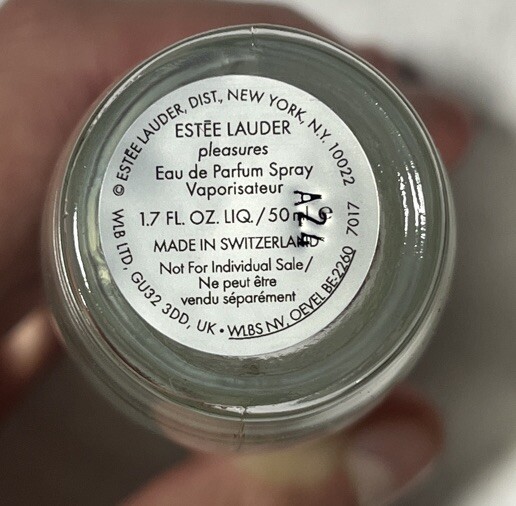 © ESTĒE LAUDER, DIST., NEW YORK, N.Y. 10022
ESTĒE LAUDER
pleasures
Eau de Parfum Spray
Vaporisateur
1.7 FL. OZ. LIQ./50
MADE IN SWITZERLAND
Not For Individual Sale/
Ne peut être
vendu séparément
WLB LTD, GU32 3DD, UK • WLBS NV, OEVEL BE-2260 7017
A24